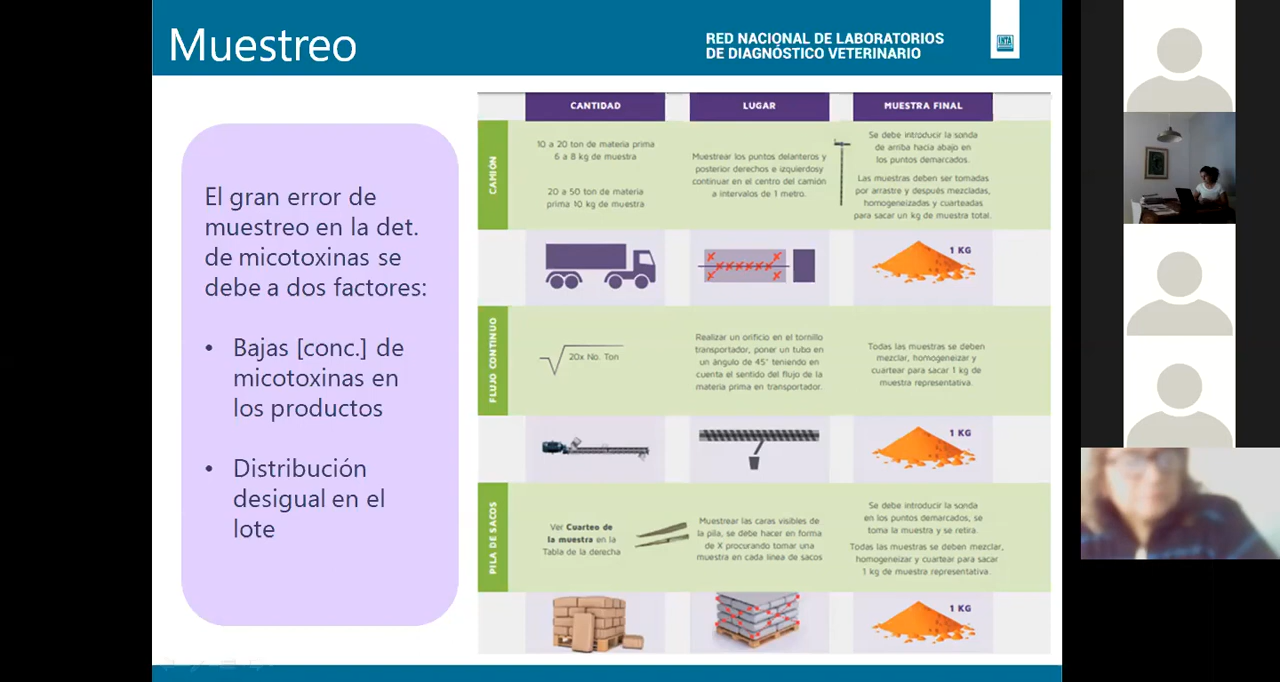 Muestreo
RED NACIONAL DE LABORATORIOS
DE DIAGNÓSTICO VETERINARIO
INTA
El gran error de
muestreo en la det.
de micotoxinas se
debe a dos factores:
• Bajas [conc.] de
micotoxinas en
los productos
• Distribución
desigual en el
lote
CANTIDAD
LUGAR
MUESTRA FINAL
CAMIÓN
10 a 20 ton de materia prima
6 a 8 kg de muestra
20 a 50 ton de materia
prima 10 kg de muestra
Muestrear los puntos delanteros y
posterior derechos e izquierdosy
continuar en el centro del camión
a intervalos de 1 metro.
Se debe introducir la sonda
de arriba hacia abajo en
los puntos demarcados.
Las muestras deben ser tomadas
por arrastre y después mezcladas,
homogeneizadas y cuarteadas
para sacar un kg de muestra total.
1 KG
FLUJO CONTINUO
√20x No. Ton
Realizar un orificio en el tornillo
transportador, poner un tubo en
un ángulo de 45° teniendo en
cuenta el sentido del flujo de la
materia prima en transportador.
Todas las muestras se deben
mezclar, homogeneizar y
cuartear para sacar 1 kg de
muestra representativa.
1 KG
PILA DE SACOS
Ver Cuarteo de
la muestra en la
Tabla de la derecha
Muestrear las caras visibles de
la pila, se debe hacer en forma
de X procurando tomar una
muestra en cada línea de sacos
Se debe introducir la sonda
en los puntos demarcados, se
toma la muestra y se retira.
Todas las muestras se deben mezclar,
homogeneizar y cuartear para sacar
1 kg de muestra representativa.
1 KG